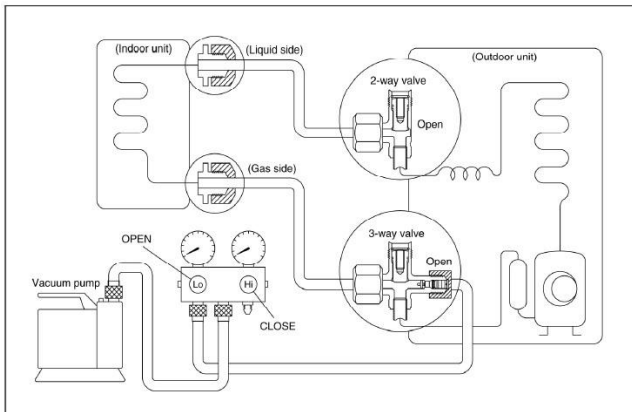 (Indoor unit)
(Liquid side)
(Outdoor unit)
2-way valve
Open
(Gas side)
3-way valve
Open
OPEN
Lo
Hi
CLOSE
Vacuum pump